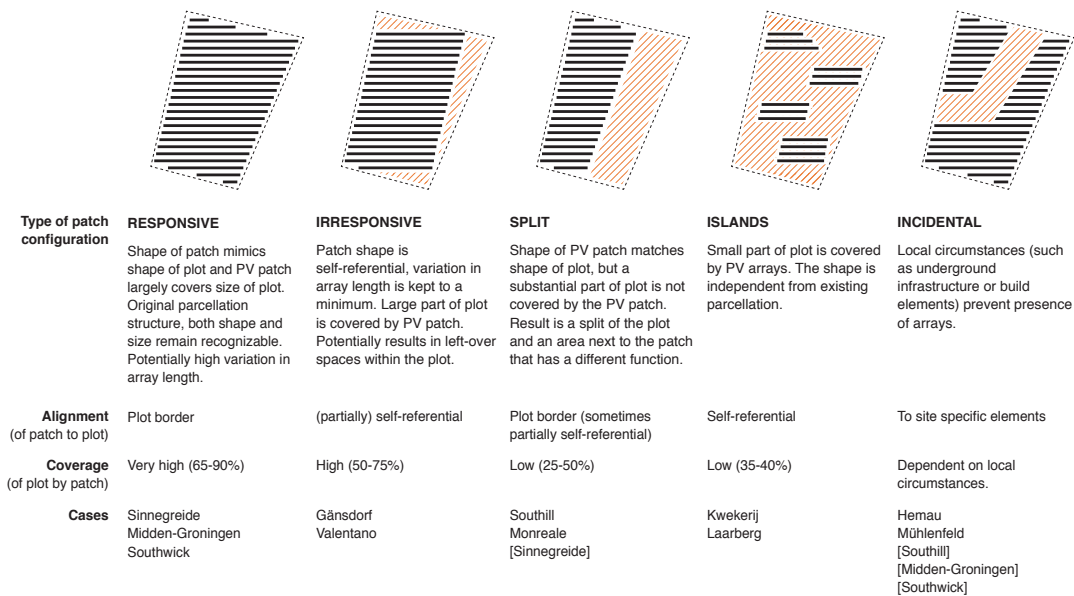 Type of patch
configuration
RESPONSIVE
Shape of patch mimics
shape of plot and PV patch
largely covers size of plot.
Original parcellation
structure, both shape and
size remain recognizable.
Potentially high variation in
array length.
IRRESPONSIVE
Patch shape is
self-referential, variation in
array length is kept to a
minimum. Large part of plot
is covered by PV patch.
Potentially results in left-over
spaces within the plot.
SPLIT
Shape of PV patch matches
shape of plot, but a
substantial part of plot is not
covered by the PV patch.
Result is a split of the plot
and an area next to the patch
that has a different function.
ISLANDS
Small part of plot is covered
by PV arrays. The shape is
independent from existing
parcellation.
INCIDENTAL
Local circumstances (such
as underground
infrastructure or build
elements) prevent presence
of arrays.
Alignment
(of patch to plot)
Plot border
(partially) self-referential
Plot border (sometimes
partially self-referential)
Self-referential
To site specific elements
Coverage
(of plot by patch)
Very high (65-90%)
High (50-75%)
Low (25-50%)
Low (35-40%)
Dependent on local
circumstances.
Cases
Sinnegreide
Midden-Groningen
Southwick
Gänsdorf
Valentano
Southill
Monreale
[Sinnegreide]
Kwekerij
Laarberg
Hemau
Mühlenfeld
[Southill]
[Midden-Groningen]
[Southwick]